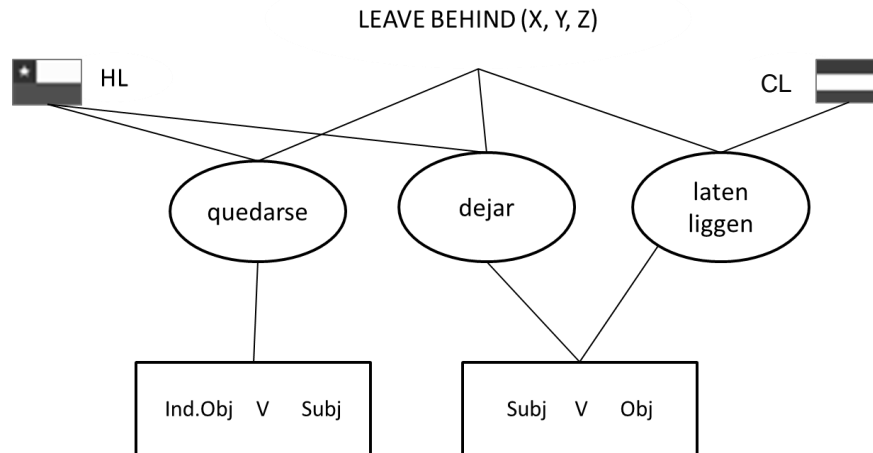 LEAVE BEHIND (X, Y, Z)
HL
CL
quedarse
dejar
laten
liggen
Ind.Obj V Subj
Subj V Obj